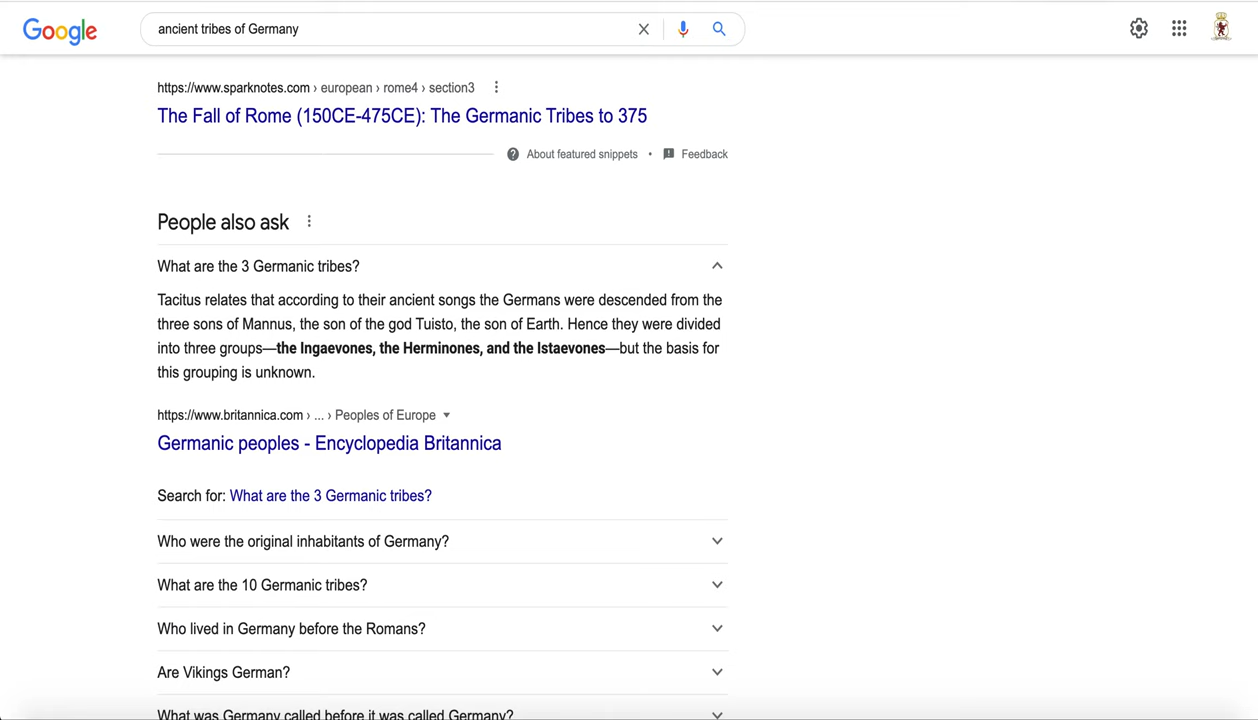 Google
ancient tribes of Germany
https://www.sparknotes.com › european › rome4 › section3
The Fall of Rome (150CE-475CE): The Germanic Tribes to 375
About featured snippets • Feedback
People also ask
What are the 3 Germanic tribes?
Tacitus relates that according to their ancient songs the Germans were descended from the
three sons of Mannus, the son of the god Tuisto, the son of Earth. Hence they were divided
into three groups—the Ingaevones, the Herminones, and the Istaevones—but the basis for
this grouping is unknown.
https://www.britannica.com › ... › Peoples of Europe
Germanic peoples - Encyclopedia Britannica
Search for: What are the 3 Germanic tribes?
Who were the original inhabitants of Germany?
What are the 10 Germanic tribes?
Who lived in Germany before the Romans?
Are Vikings German?
What was Germany called before it was called Germany?